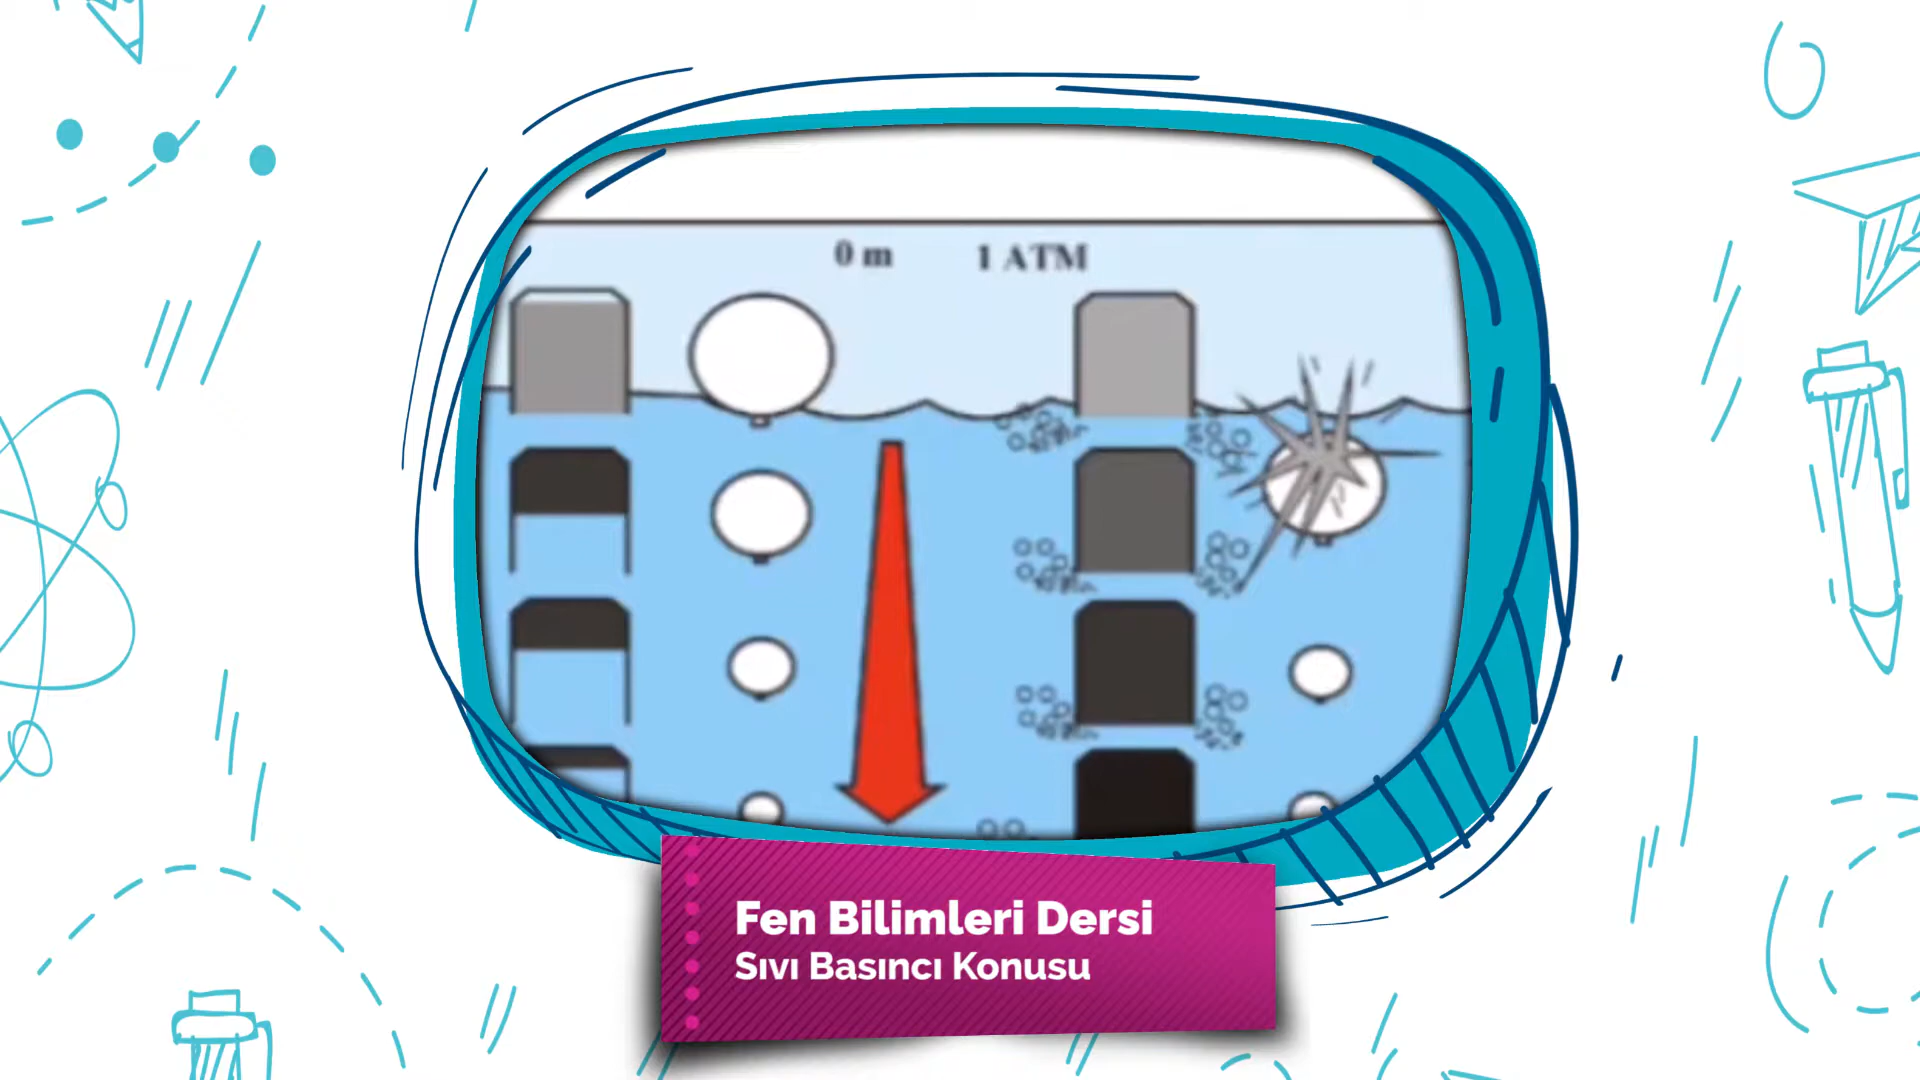 0 m 1 ATM
Fen Bilimleri Dersi
Sıvı Basıncı Konusu